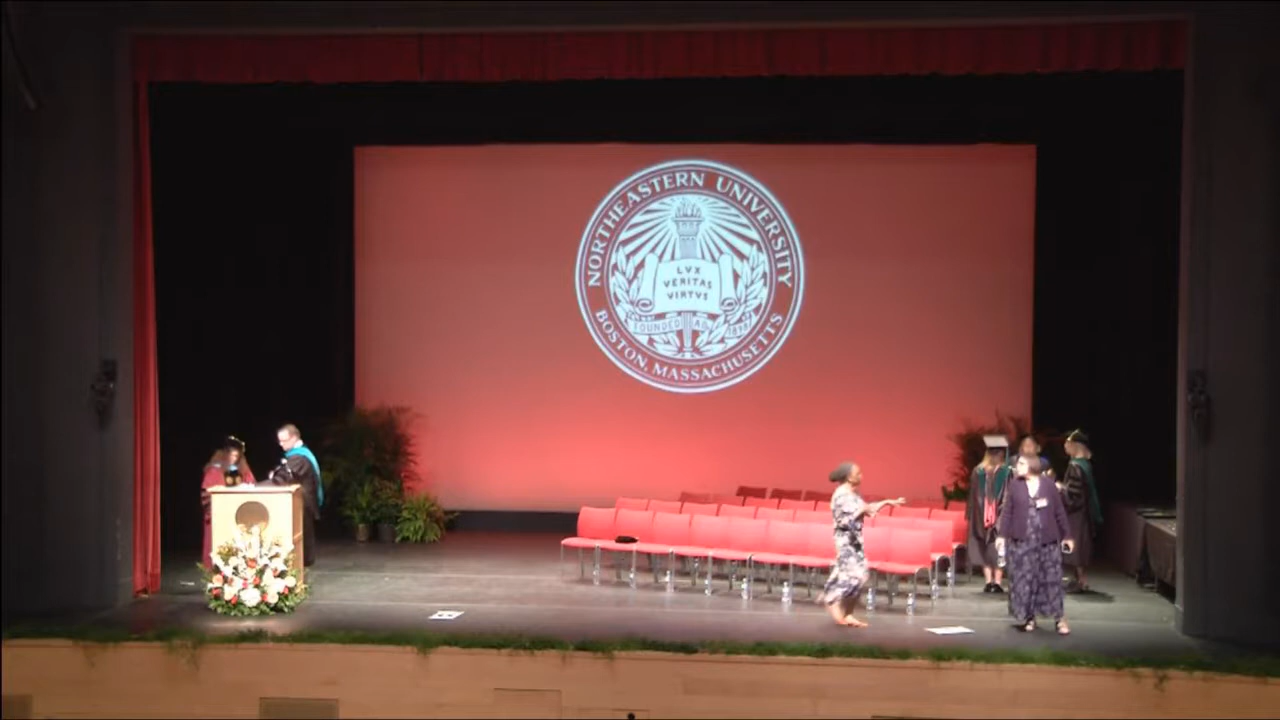 NORTHEASTERN UNIVERSITY
LVX
VERITAS
VIRTVS
FOUNDED A.D. 1898
BOSTON, MASSACHUSETTS